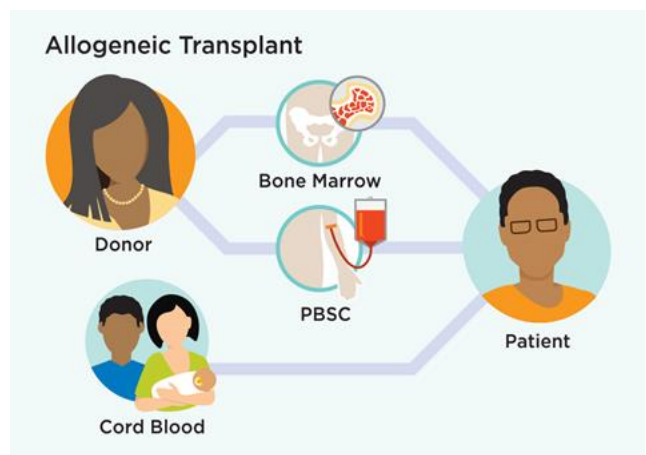 Allogeneic Transplant
Bone Marrow
Donor
PBSC
Patient
Cord Blood